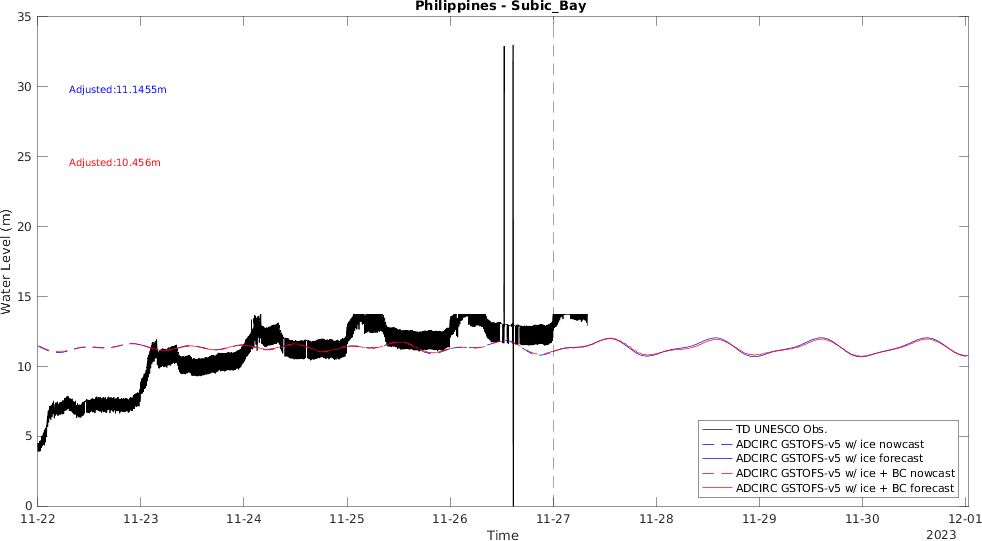 Philippines - Subic_Bay
35
30
25
20
15
10
5
0
Water Level (m)
Adjusted:11.1455m
Adjusted:10.456m
TD UNESCO Obs.
ADCIRC GSTOFS-v5 w/ ice nowcast
ADCIRC GSTOFS-v5 w/ ice forecast
ADCIRC GSTOFS-v5 w/ ice + BC nowcast
ADCIRC GSTOFS-v5 w/ ice + BC forecast
11-22 11-23 11-24 11-25 11-26 11-27 11-28 11-29 11-30 12-01
Time
2023